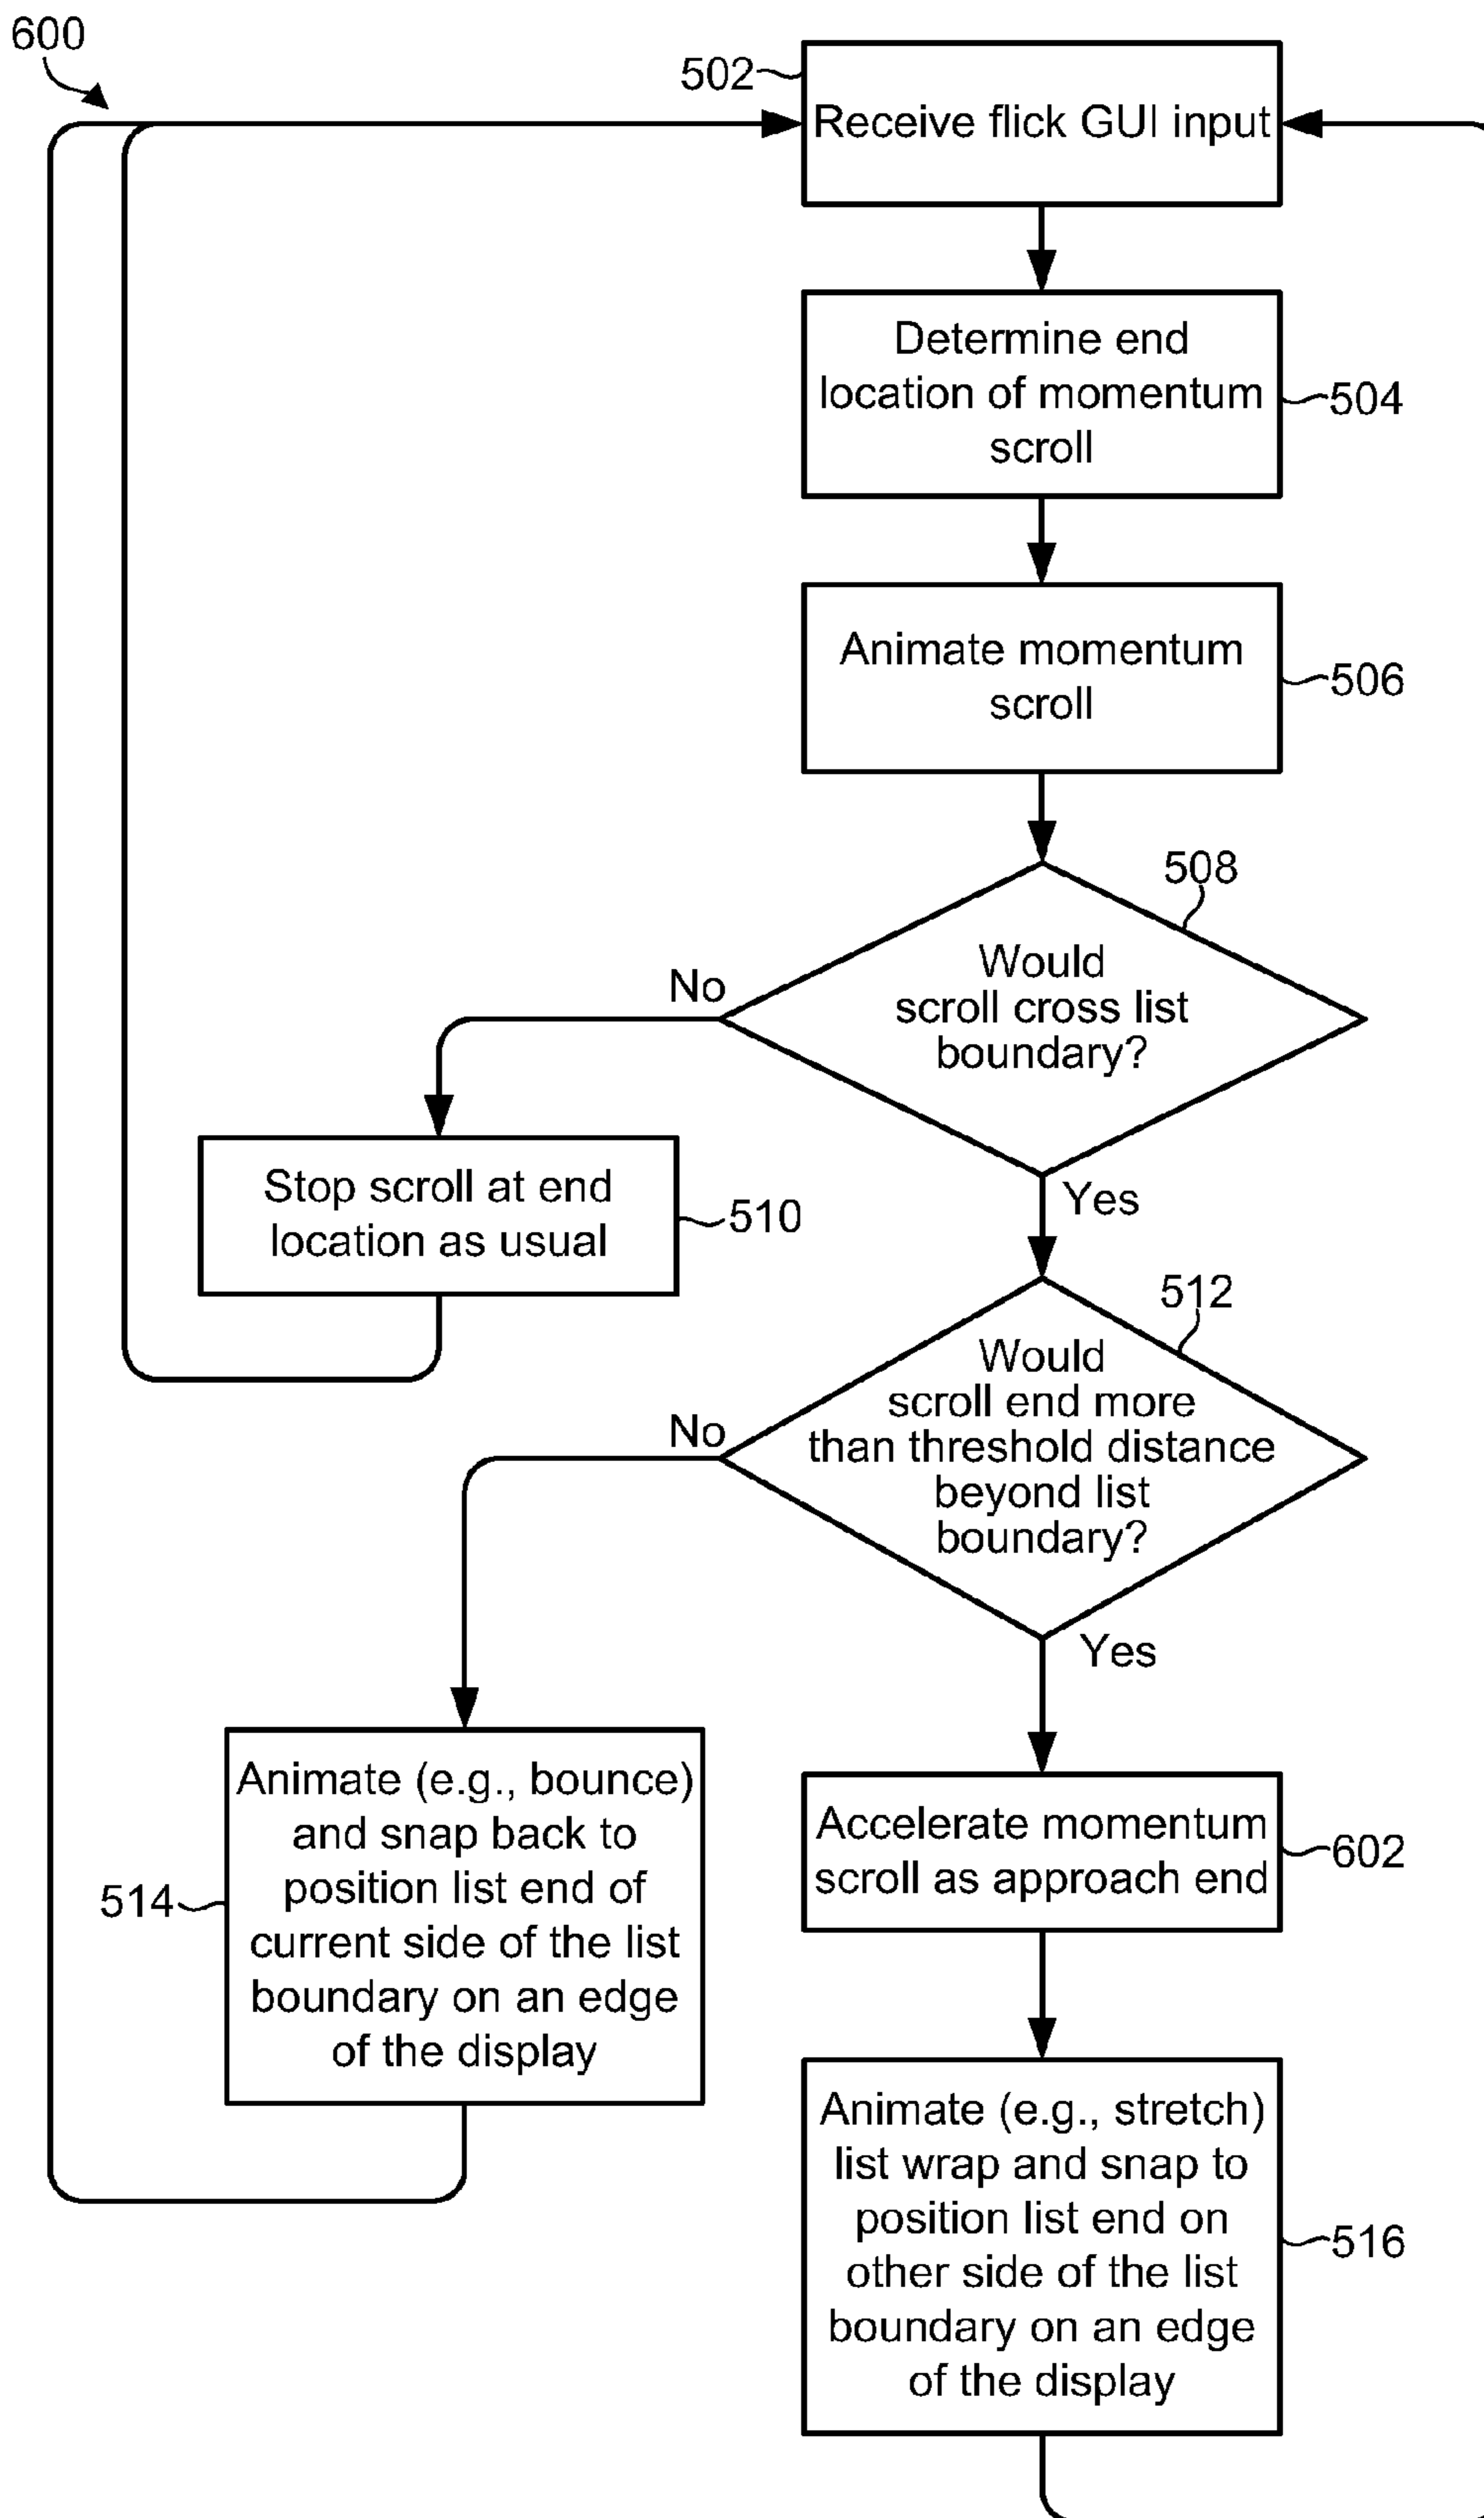 600
502
Receive flick GUI input
Determine end
location of momentum
scroll
504
Animate momentum
scroll
506
508
Would
scroll cross list
boundary?
No
Yes
Stop scroll at end
location as usual
510
512
Would
scroll end more
than threshold distance
beyond list
boundary?
No
Yes
Animate (e.g., bounce)
and snap back to
position list end of
current side of the list
boundary on an edge
of the display
514
Accelerate momentum
scroll as approach end
602
Animate (e.g., stretch)
list wrap and snap to
position list end on
other side of the list
boundary on an edge
of the display
516